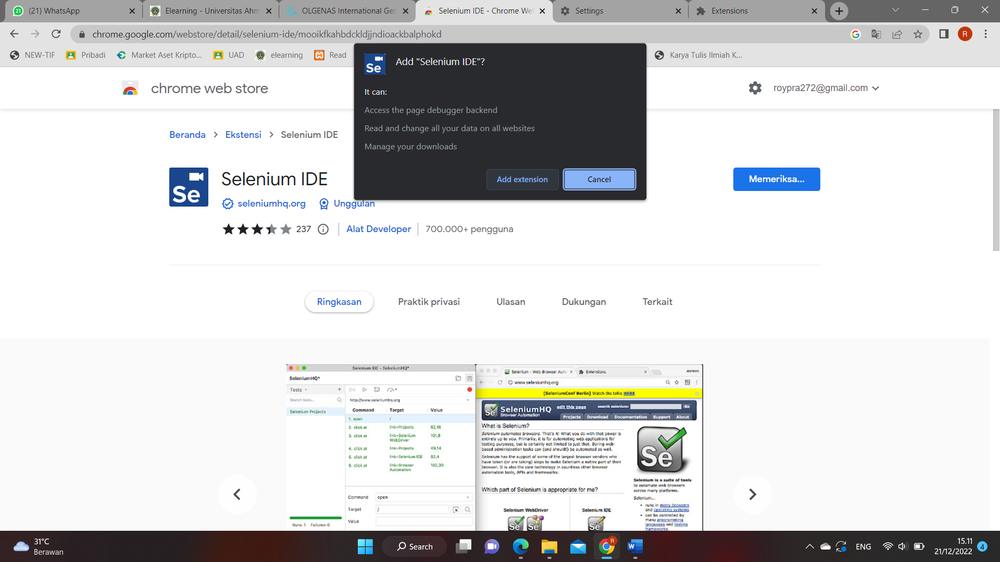 (21) WhatsApp
Elearning - Universitas Ahm
OLGENAS International Geo
Selenium IDE - Chrome Web
Settings
Extensions
chrome.google.com/webstore/detail/selenium-ide/mooikfkahbdckldjjndioackbalphokd
R
NEW-TIF
Pribadi
Market Aset Kripto...
UAD
elearning
Read
Karya Tulis Ilmiah K...
chrome web store
roypra272@gmail.com
Se
Add "Selenium IDE"?
It can:
Access the page debugger backend
Read and change all your data on all websites
Manage your downloads
Add extension
Cancel
Beranda > Ekstensi > Selenium IDE
Se
Selenium IDE
seleniumhq.org
Unggulan
237
Alat Developer
700.000+ pengguna
Memeriksa...
Ringkasan
Praktik privasi
Ulasan
Dukungan
Terkait
Selenium IDE - SeleniumHQ*
SeleniumHQ*
Tests
Search tests...
Selenium Projects
http://www.seleniumhq.org
Command Target Value
1. open /
2. click at link=Projects 62,16
3. click at link=Selenium WebDriver 101,8
4. click at link=Projects 49,14
5. click at link=Selenium IDE 82,4
6. click at link=Browser Automation 162,30
Command open
Target /
Value
Runs: 1 Failures: 0
Selenium - Web Browser Auto
Extensions
www.seleniumhq.org
[SeleniumConf Berlin] Watch the talks HERE
SeleniumHQ
Browser Automation
edit this page
search selenium:
Go
Projects Download Documentation Support About
What is Selenium?
Selenium automates browsers. That's it! What you do with that power is
entirely up to you. Primarily, it is for automating web applications for
testing purposes, but is certainly not limited to just that. Boring web-
based administration tasks can (and should!) be automated as well.
Selenium has the support of some of the largest browser vendors who
have taken (or are taking) steps to make Selenium a native part of their
browser. It is also the core technology in countless other browser
automation tools, APIs and frameworks.
Which part of Selenium is appropriate for me?
Selenium WebDriver
Selenium IDE
Se
Selenium is a suite of tools
to automate web browsers
across many platforms.
Selenium...
runs in many browsers
and operating systems
can be controlled by
many programming
languages and testing
frameworks.
31°C
Berawan
Search
ENG
15.11
21/12/2022
4